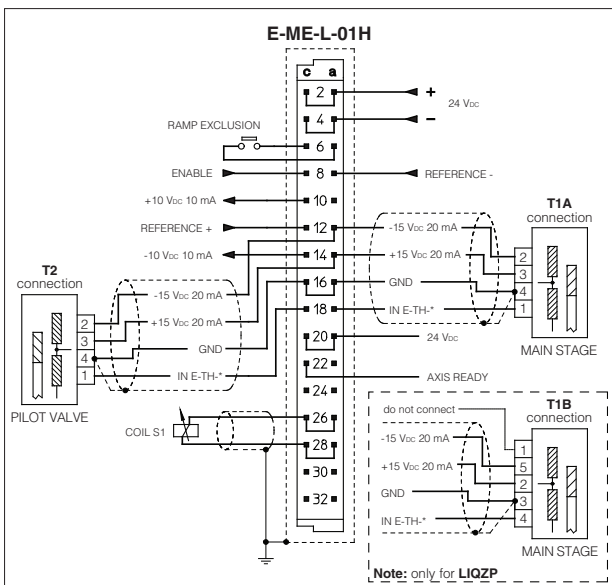 E-ME-L-01H
c a
2
+
24 VDC
4
–
RAMP EXCLUSION
6
ENABLE
8
REFERENCE -
+10 VDC 10 mA
10
REFERENCE +
12
-10 VDC 10 mA
14
16
18
20
24 VDC
22
AXIS READY
24
26
28
30
32
T1A
connection
-15 VDC 20 mA
2
+15 VDC 20 mA
3
GND
4
IN E-TH-*
1
MAIN STAGE
T2
connection
-15 VDC 20 mA
2
+15 VDC 20 mA
3
GND
4
IN E-TH-*
1
PILOT VALVE
COIL S1
T1B
connection
do not connect
1
-15 VDC 20 mA
5
+15 VDC 20 mA
2
GND
3
IN E-TH-*
4
MAIN STAGE
Note: only for LIQZP